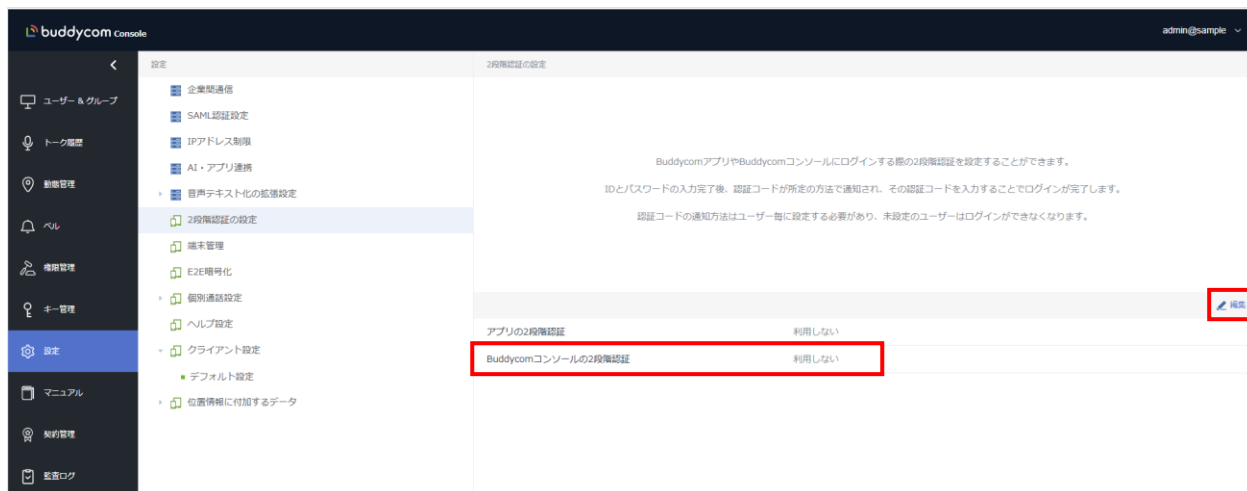 buddycom Console
admin@sample
設定
2段階認証の設定
ユーザー & グループ
トーク履歴
動態管理
ベル
権限管理
キー管理
設定
マニュアル
契約管理
監査ログ
企業間通信
SAML認証設定
IPアドレス制限
AI・アプリ連携
音声テキスト化の拡張設定
2段階認証の設定
端末管理
E2E暗号化
個別通話設定
ヘルプ設定
クライアント設定
デフォルト設定
位置情報に付加するデータ
BuddycomアプリやBuddycomコンソールにログインする際の2段階認証を設定することができます。
IDとパスワードの入力完了後、認証コードが所定の方法で通知され、その認証コードを入力することでログインが完了します。
認証コードの通知方法はユーザー毎に設定する必要があり、未設定のユーザーはログインができなくなります。
編集
アプリの2段階認証 利用しない
Buddycomコンソールの2段階認証 利用しない